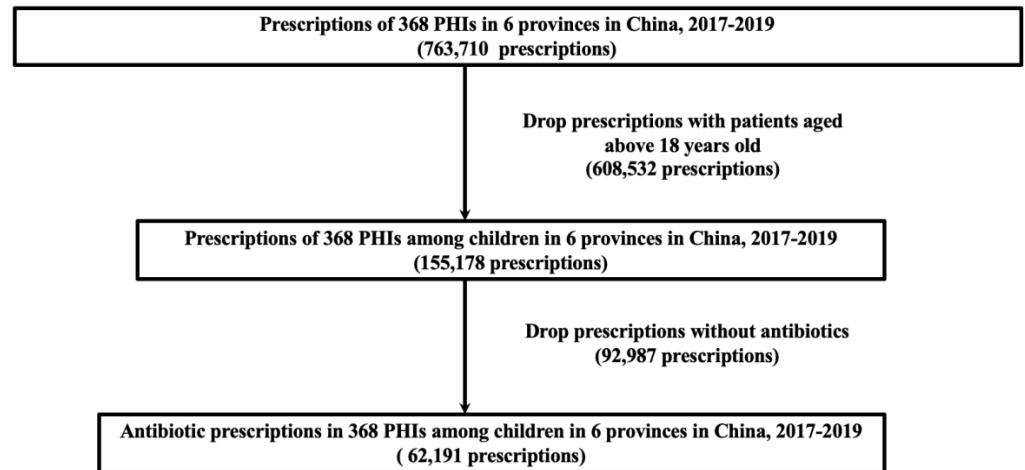 Prescriptions of 368 PHIs in 6 provinces in China, 2017-2019
(763,710 prescriptions)
Drop prescriptions with patients aged
above 18 years old
(608,532 prescriptions)
Prescriptions of 368 PHIs among children in 6 provinces in China, 2017-2019
(155,178 prescriptions)
Drop prescriptions without antibiotics
(92,987 prescriptions)
Antibiotic prescriptions in 368 PHIs among children in 6 provinces in China, 2017-2019
( 62,191 prescriptions)